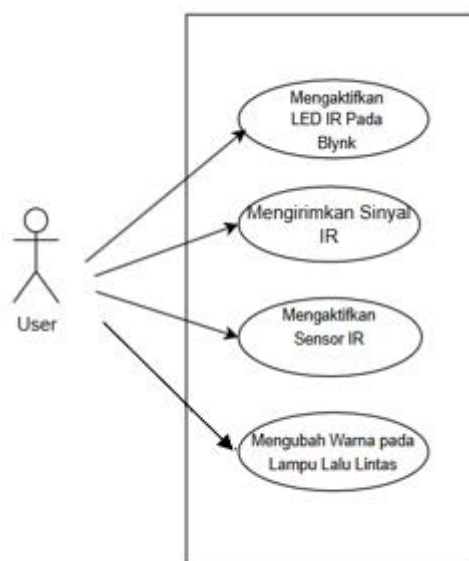 Mengaktifkan
LED IR Pada
Blynk
Mengirimkan Sinyal
IR
Mengaktifkan
Sensor IR
Mengubah Warna pada
Lampu Lalu Lintas
User